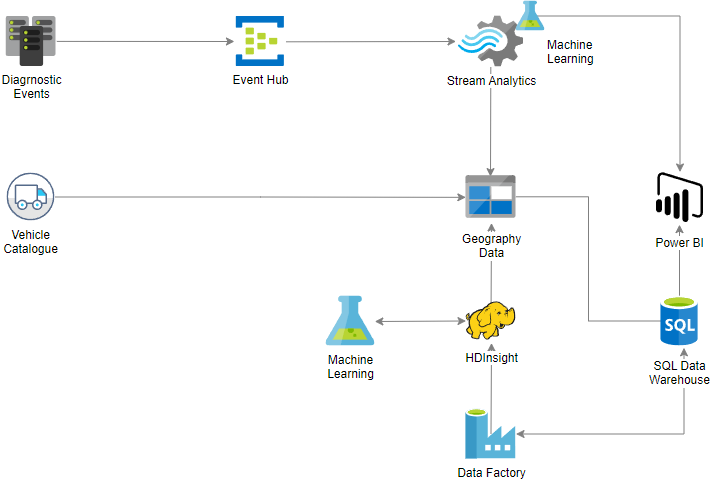 Diagrnostic
Events
Event Hub
Stream Analytics
Machine
Learning
Vehicle
Catalogue
Geography
Data
Power BI
Machine
Learning
HDInsight
SQL
SQL Data
Warehouse
Data Factory